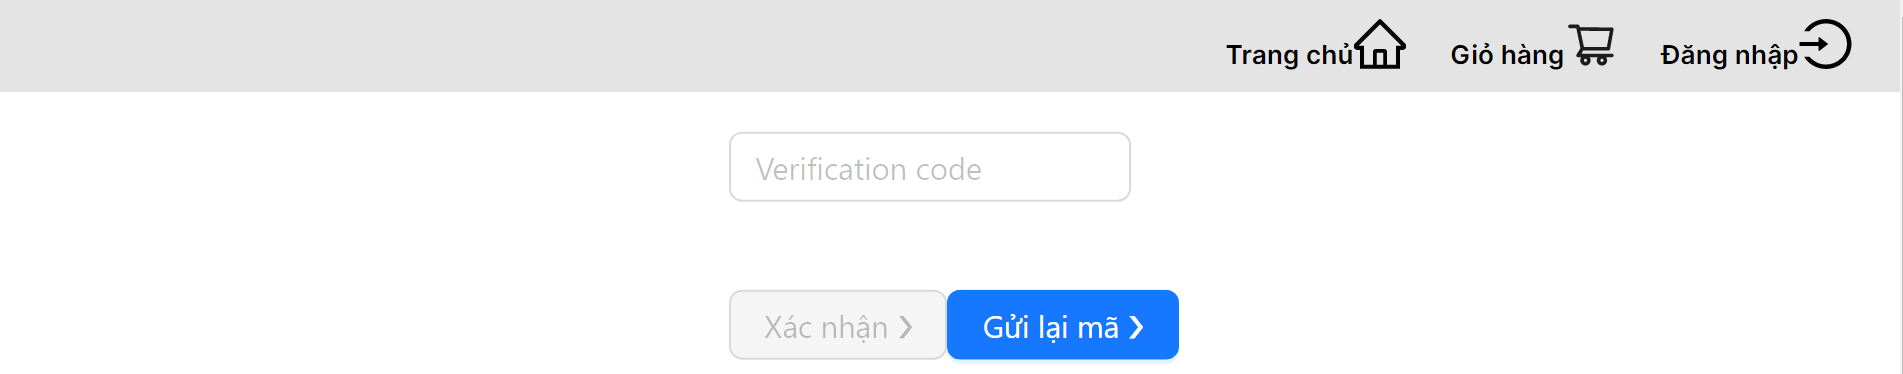 Trang chủ Giỏ hàng Đăng nhập
Verification code
Xác nhận Gửi lại mã